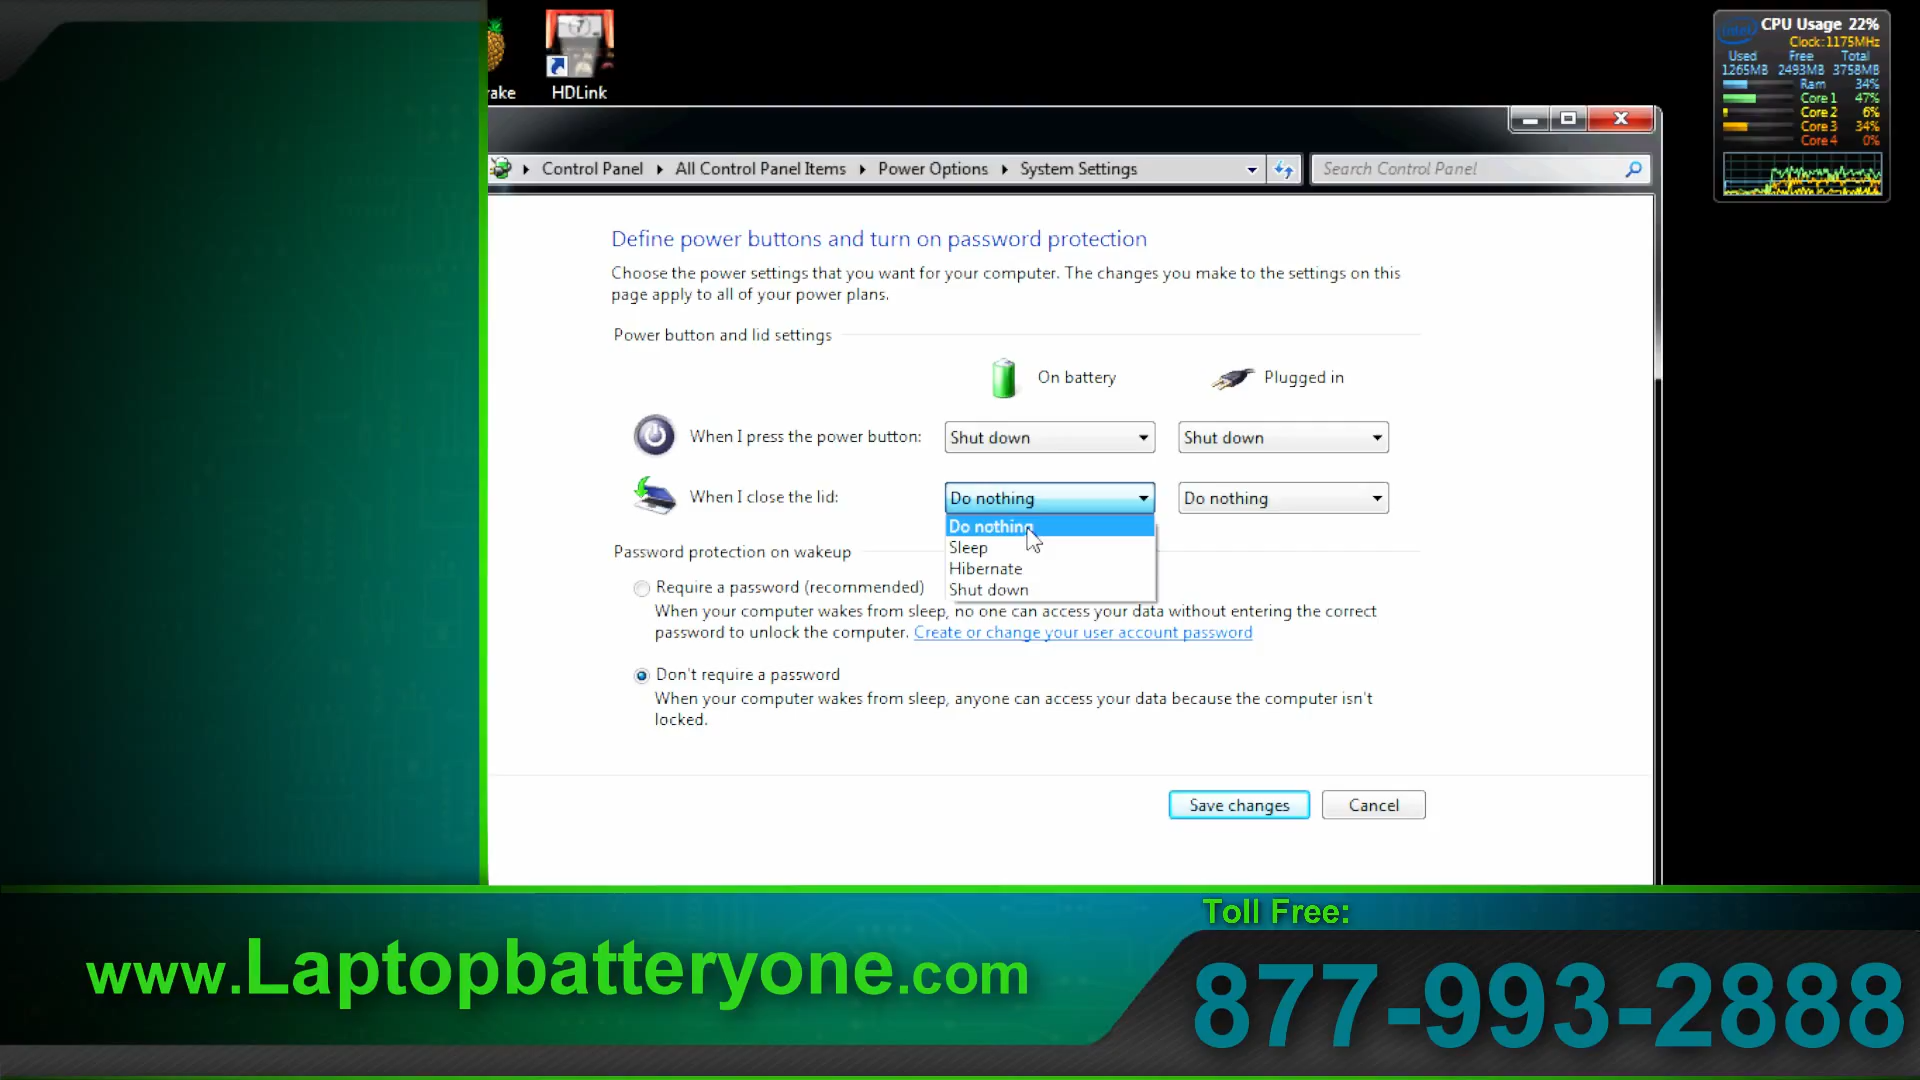 ake
HDLink
intel
CPU Usage 22%
Clock: 1175MHz
Used Free Total
1265MB 2493MB 3758MB
Ram 34%
Core 1 47%
Core 2 6%
Core 3 34%
Core 4 0%
Control Panel All Control Panel Items Power Options System Settings
Search Control Panel
Define power buttons and turn on password protection
Choose the power settings that you want for your computer. The changes you make to the settings on this
page apply to all of your power plans.
Power button and lid settings
On battery Plugged in
When I press the power button: Shut down Shut down
When I close the lid: Do nothing Do nothing
Do nothing
Sleep
Hibernate
Shut down
Password protection on wakeup
Require a password (recommended)
When your computer wakes from sleep, no one can access your data without entering the correct
password to unlock the computer. Create or change your user account password
Don't require a password
When your computer wakes from sleep, anyone can access your data because the computer isn't
locked.
Save changes Cancel
www.Laptopbatteryone.com
Toll Free:
877-993-2888